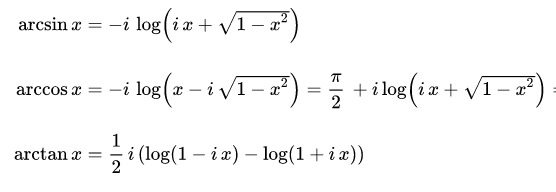 arcsin x = −i log(i x + √(1 − x²))
arccos x = −i log(x − i √(1 − x²)) = π/2 + i log(i x + √(1 − x²)) =
arctan x = 1/2 i (log(1 − i x) − log(1 + i x))